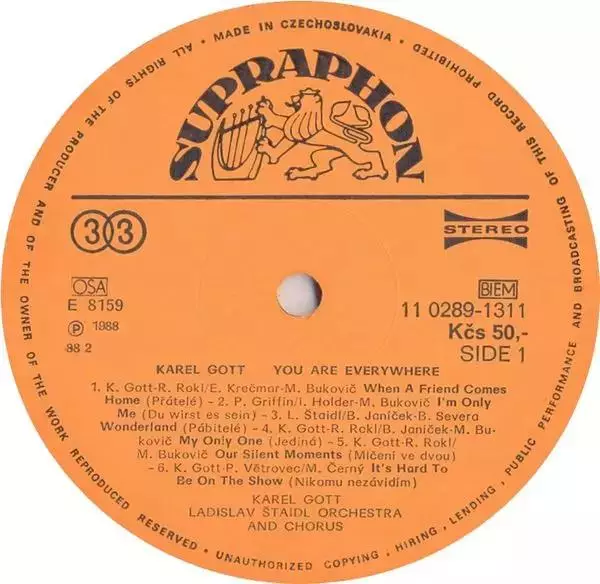 • MADE IN CZECHOSLOVAKIA •
ALL RIGHTS OF THE PRODUCER AND OF THE OWNER OF THE WORK REPRODUCED RESERVED • UNAUTHORIZED COPYING, HIRING, LENDING, PUBLIC PERFORMANCE AND BROADCASTING OF THIS RECORD PROHIBITED
SUPRAPHON
33
STEREO
OSA
E 8159
Ⓟ 1988
88 2
BIEM
11 0289-1311
Kčs 50,-
SIDE 1
KAREL GOTT YOU ARE EVERYWHERE
1. K. Gott-R. Rokl/E. Krečmar-M. Bukovič When A Friend Comes
Home (Přátelé) - 2. P. Griffin/I. Holder-M. Bukovič I'm Only
Me (Du wirst es sein) - 3. L. Štaidl/B. Janíček-B. Severa
Wonderland (Pábitelé) - 4. K. Gott-R. Rokl/B. Janíček-M. Bu-
kovič My Only One (Jediná) - 5. K. Gott-R. Rokl/
M. Bukovič Our Silent Moments (Mlčení ve dvou)
- 6. K. Gott-P. Větrovec/M. Černý It's Hard To
Be On The Show (Nikomu nezávidím)
KAREL GOTT
LADISLAV ŠTAIDL ORCHESTRA
AND CHORUS